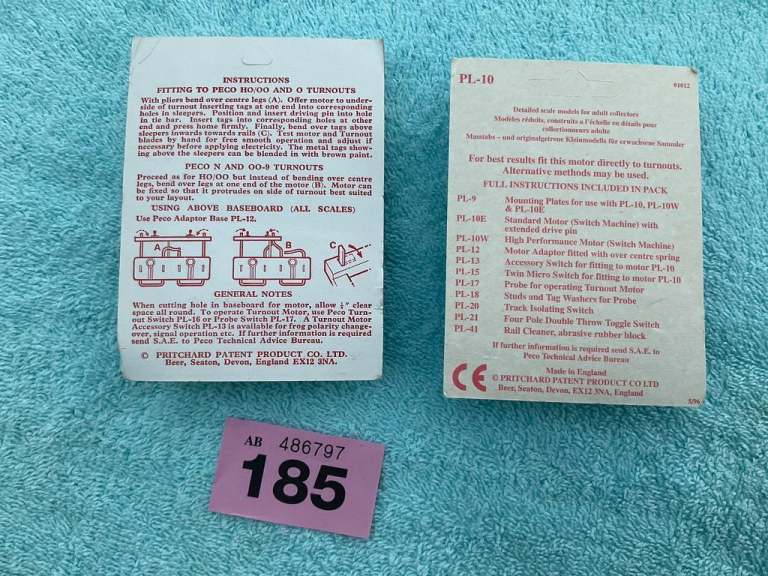 INSTRUCTIONS
FITTING TO PECO HO/OO AND O TURNOUTS
With pliers bend over centre legs (A). Offer motor to under-
side of turnout inserting tags at one end into corresponding
holes in sleepers. Position and insert driving pin into hole
in tie bar. Insert tags into corresponding holes at other
end and press home firmly. Finally, bend over tags above
sleepers inwards towards rails (C). Test motor and Turnout
blades by hand for free smooth operation and adjust if
necessary before applying electricity. The metal tags show-
ing above the sleepers can be blended in with brown paint.
PECO N AND OO-9 TURNOUTS
Proceed as for HO/OO but instead of bending over centre
legs, bend over legs at one end of the motor (B). Motor can
be fixed so that it protrudes on side of turnout best suited
to your layout.
USING ABOVE BASEBOARD (ALL SCALES)
Use Peco Adaptor Base PL-12.
A
B
C
GENERAL NOTES
When cutting hole in baseboard for motor, allow ¼" clear
space all round. To operate Turnout Motor, use Peco Turn-
out Switch PL-16 or Probe Switch PL-17. A Turnout Motor
Accessory Switch PL-13 is available for frog polarity change-
over, signal operation etc. If further information is required
send S.A.E. to Peco Technical Advice Bureau.
© PRITCHARD PATENT PRODUCT CO. LTD.
Beer, Seaton, Devon, England EX12 3NA.
PL-10
01012
Detailed scale models for adult collectors
Modèles réduits, construits a l'échelle en détails pour
collectionneurs adulte
Masstabs - und originalgetreue Kleinmodelle für erwachsene Sammler
For best results fit this motor directly to turnouts.
Alternative methods may be used.
FULL INSTRUCTIONS INCLUDED IN PACK
PL-9 Mounting Plates for use with PL-10, PL-10W
& PL-10E
PL-10E Standard Motor (Switch Machine) with
extended drive pin
PL-10W High Performance Motor (Switch Machine)
PL-12 Motor Adaptor fitted with over centre spring
PL-13 Accessory Switch for fitting to motor PL-10
PL-15 Twin Micro Switch for fitting to motor PL-10
PL-17 Probe for operating Turnout Motor
PL-18 Studs and Tag Washers for Probe
PL-20 Track Isolating Switch
PL-21 Four Pole Double Throw Toggle Switch
PL-41 Rail Cleaner, abrasive rubber block
If further information is required send S.A.E. to
Peco Technical Advice Bureau
Made in England
CE © PRITCHARD PATENT PRODUCT CO LTD
Beer, Seaton, Devon, EX12 3NA, England
5/96
AB 486797
185